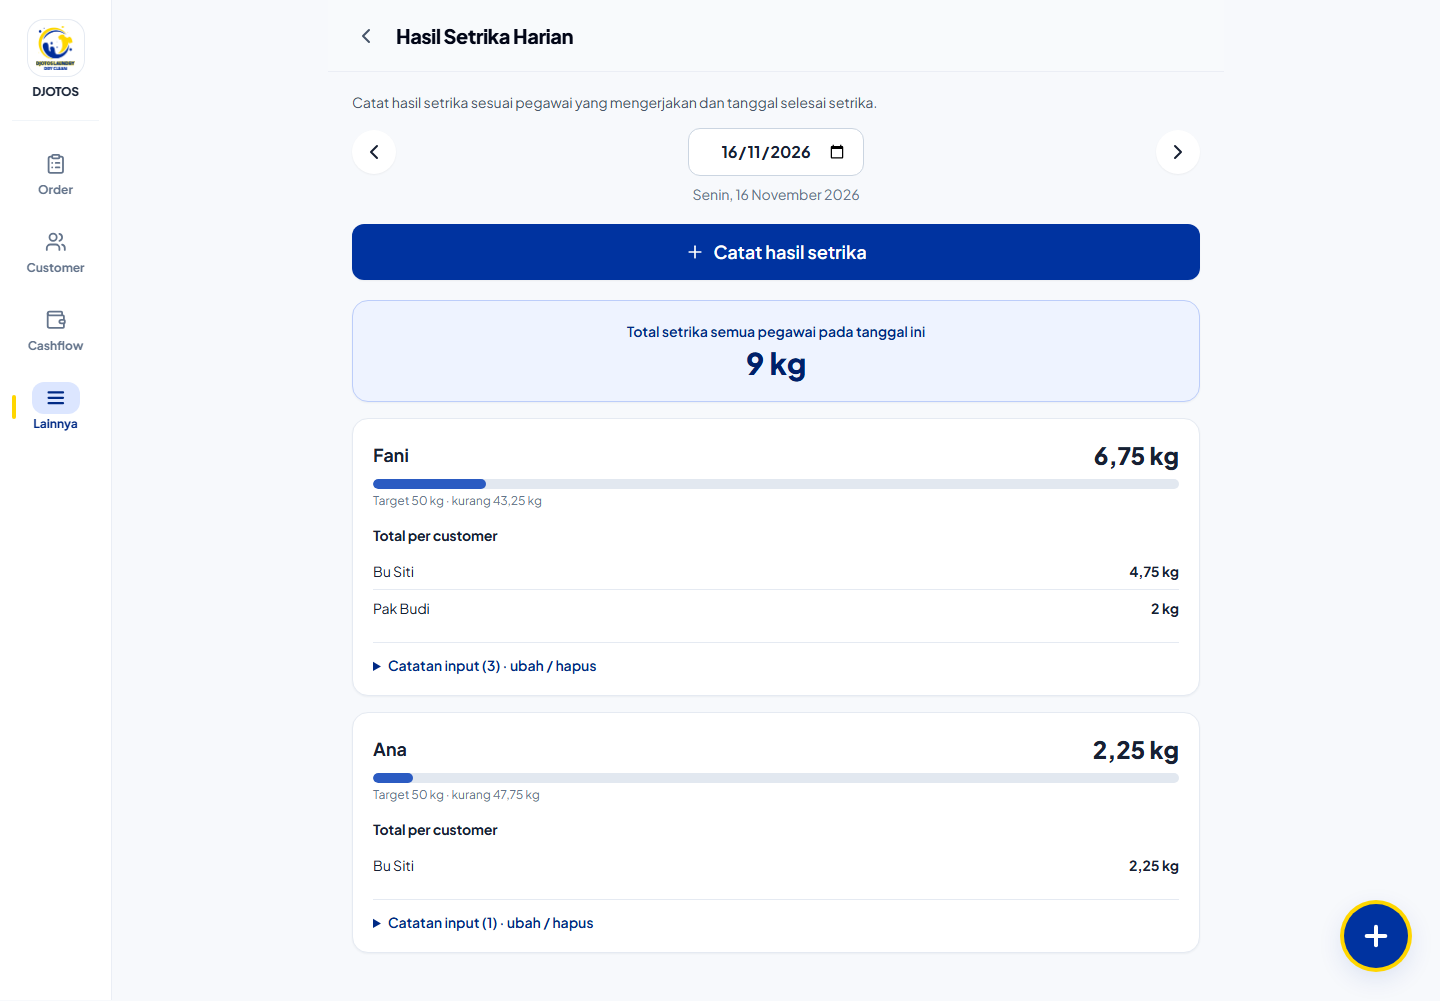 DJOTOS LAUNDRY
DRY CLEAN
DJOTOS
Order
Customer
Cashflow
Lainnya
Hasil Setrika Harian
Catat hasil setrika sesuai pegawai yang mengerjakan dan tanggal selesai setrika.
16/11/2026
Senin, 16 November 2026
+ Catat hasil setrika
Total setrika semua pegawai pada tanggal ini
9 kg
Fani 6,75 kg
Target 50 kg · kurang 43,25 kg
Total per customer
Bu Siti 4,75 kg
Pak Budi 2 kg
Catatan input (3) · ubah / hapus
Ana 2,25 kg
Target 50 kg · kurang 47,75 kg
Total per customer
Bu Siti 2,25 kg
Catatan input (1) · ubah / hapus